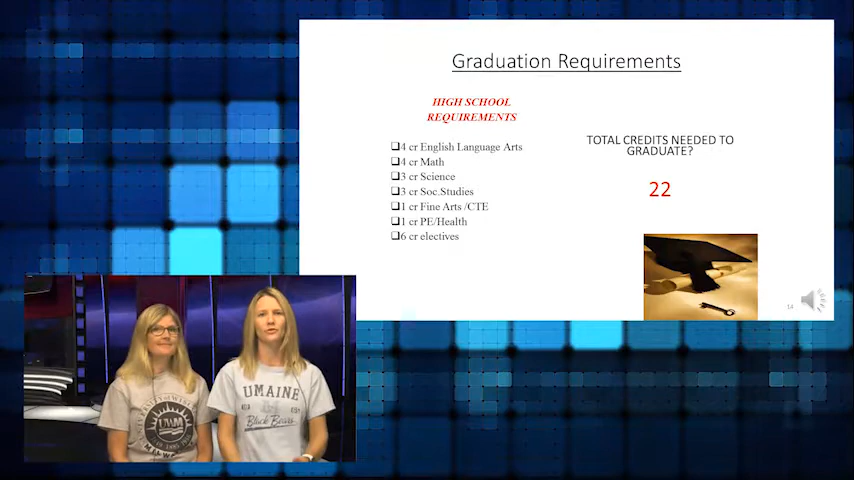 Graduation Requirements
HIGH SCHOOL
REQUIREMENTS
❑4 cr English Language Arts
❑4 cr Math
❑3 cr Science
❑3 cr Soc.Studies
❑1 cr Fine Arts /CTE
❑1 cr PE/Health
❑6 cr electives
TOTAL CREDITS NEEDED TO
GRADUATE?
22
14
UWM
UMAINE
Black Bears